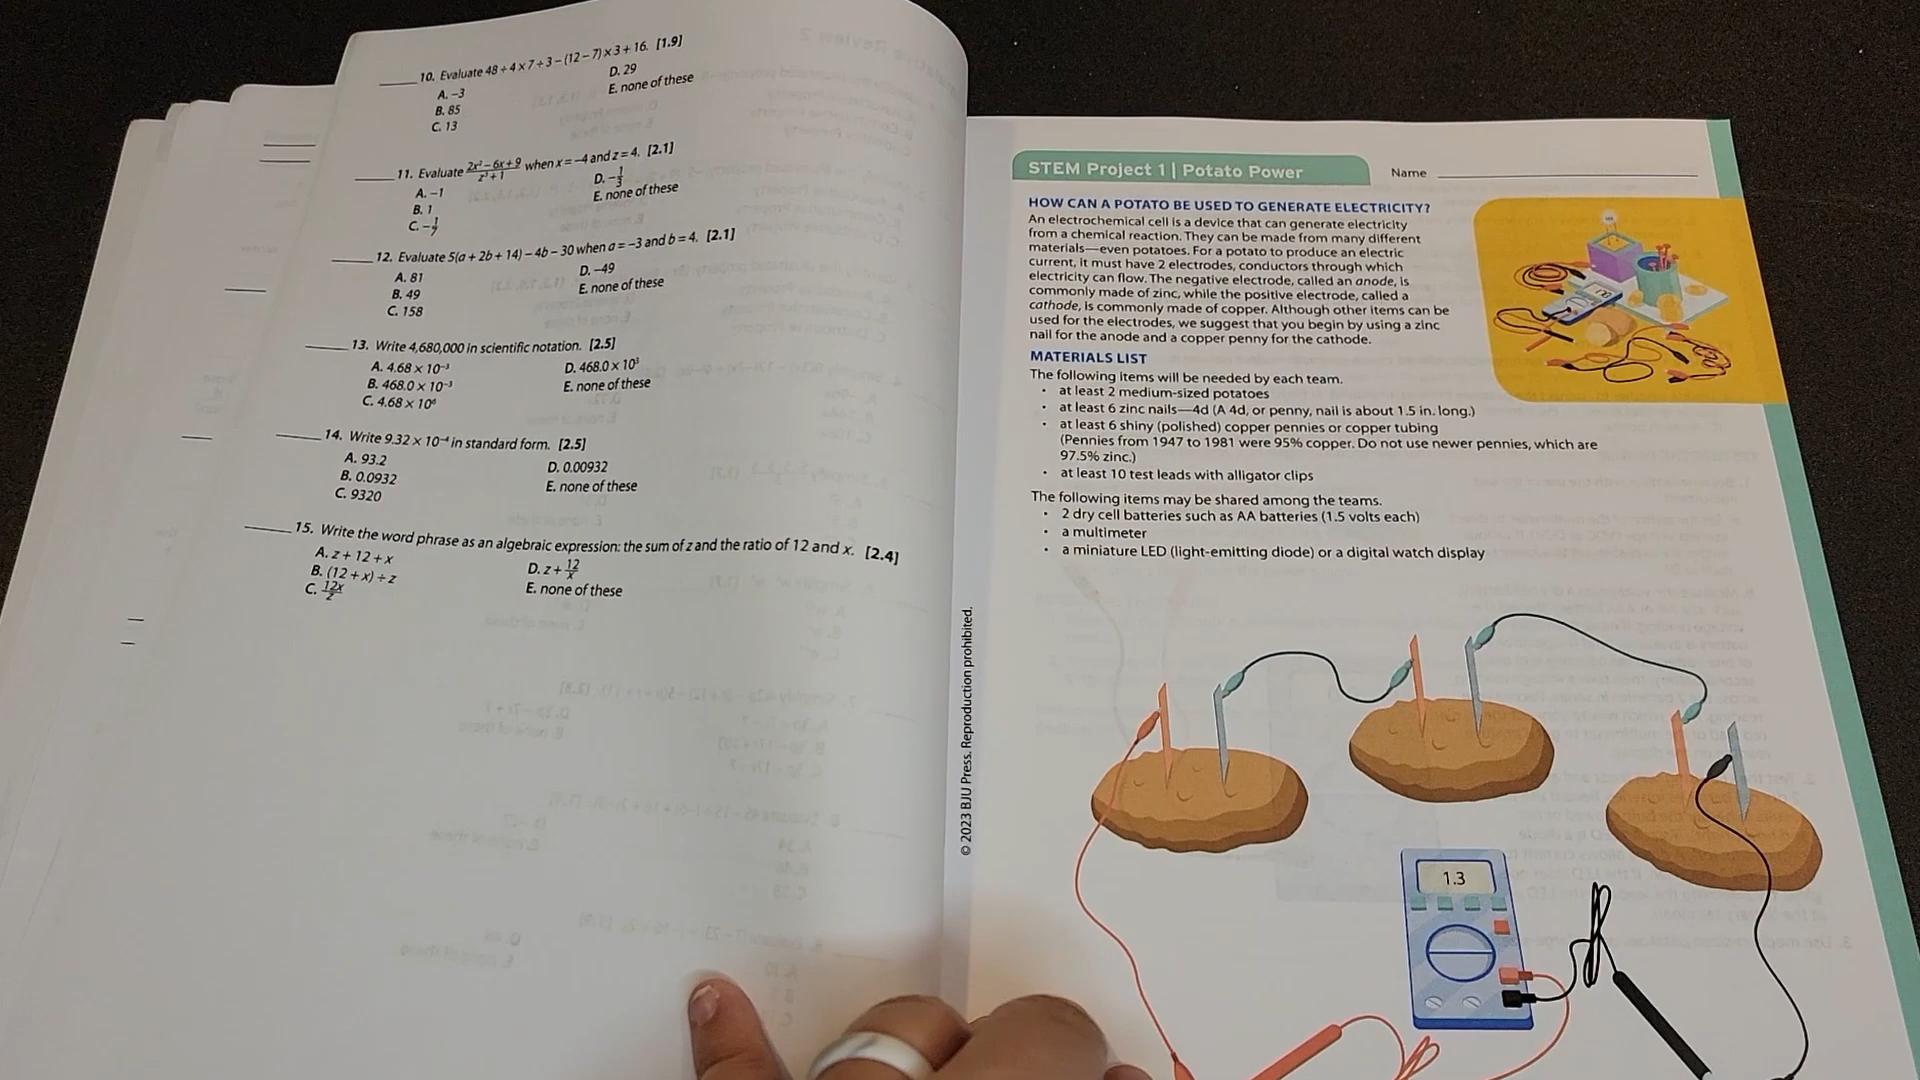 _____ 10. Evaluate 48 ÷ 4 × 7 ÷ 3 – (12 – 7) × 3 + 16. [1.9]
A. –3
D. 29
B. 85
E. none of these
C. 13
_____ 11. Evaluate (2x² – 6x + 9)/(z³ + 1) when x = –4 and z = 4. [2.1]
A. –1
D. –1/3
B. 1
E. none of these
C. –1/7
_____ 12. Evaluate 5(a + 2b + 14) – 4b – 30 when a = –3 and b = 4. [2.1]
A. 81
D. –49
B. 49
E. none of these
C. 158
_____ 13. Write 4,680,000 in scientific notation. [2.5]
A. 4.68 × 10⁻³
D. 468.0 × 10³
B. 468.0 × 10⁻³
E. none of these
C. 4.68 × 10⁶
_____ 14. Write 9.32 × 10⁻⁴ in standard form. [2.5]
A. 93.2
D. 0.00932
B. 0.0932
E. none of these
C. 9320
_____ 15. Write the word phrase as an algebraic expression: the sum of z and the ratio of 12 and x. [2.4]
A. z + 12 + x
D. z + 12/x
B. (12 + x) ÷ z
E. none of these
C. 12x/z
© 2023 BJU Press. Reproduction prohibited.
STEM Project 1 | Potato Power
Name
HOW CAN A POTATO BE USED TO GENERATE ELECTRICITY?
An electrochemical cell is a device that can generate electricity
from a chemical reaction. They can be made from many different
materials—even potatoes. For a potato to produce an electric
current, it must have 2 electrodes, conductors through which
electricity can flow. The negative electrode, called an anode, is
commonly made of zinc, while the positive electrode, called a
cathode, is commonly made of copper. Although other items can be
used for the electrodes, we suggest that you begin by using a zinc
nail for the anode and a copper penny for the cathode.
MATERIALS LIST
The following items will be needed by each team.
• at least 2 medium-sized potatoes
• at least 6 zinc nails—4d (A 4d, or penny, nail is about 1.5 in. long.)
• at least 6 shiny (polished) copper pennies or copper tubing
(Pennies from 1947 to 1981 were 95% copper. Do not use newer pennies, which are
97.5% zinc.)
• at least 10 test leads with alligator clips
The following items may be shared among the teams.
• 2 dry cell batteries such as AA batteries (1.5 volts each)
• a multimeter
• a miniature LED (light-emitting diode) or a digital watch display
1.3